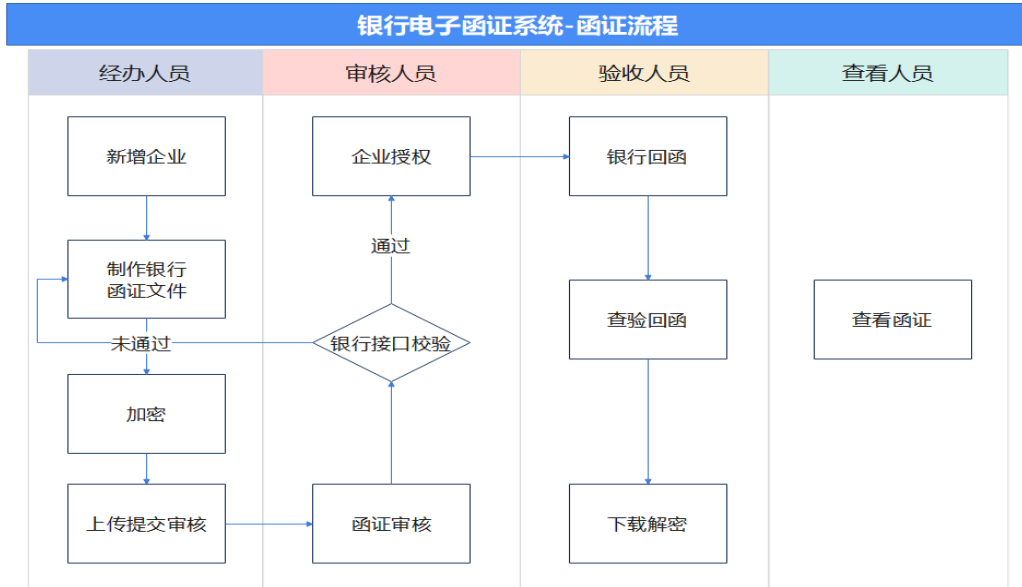 银行电子函证系统-函证流程
经办人员
审核人员
验收人员
查看人员
新增企业
企业授权
银行回函
制作银行
函证文件
通过
未通过
银行接口校验
查验回函
查看函证
加密
上传提交审核
函证审核
下载解密